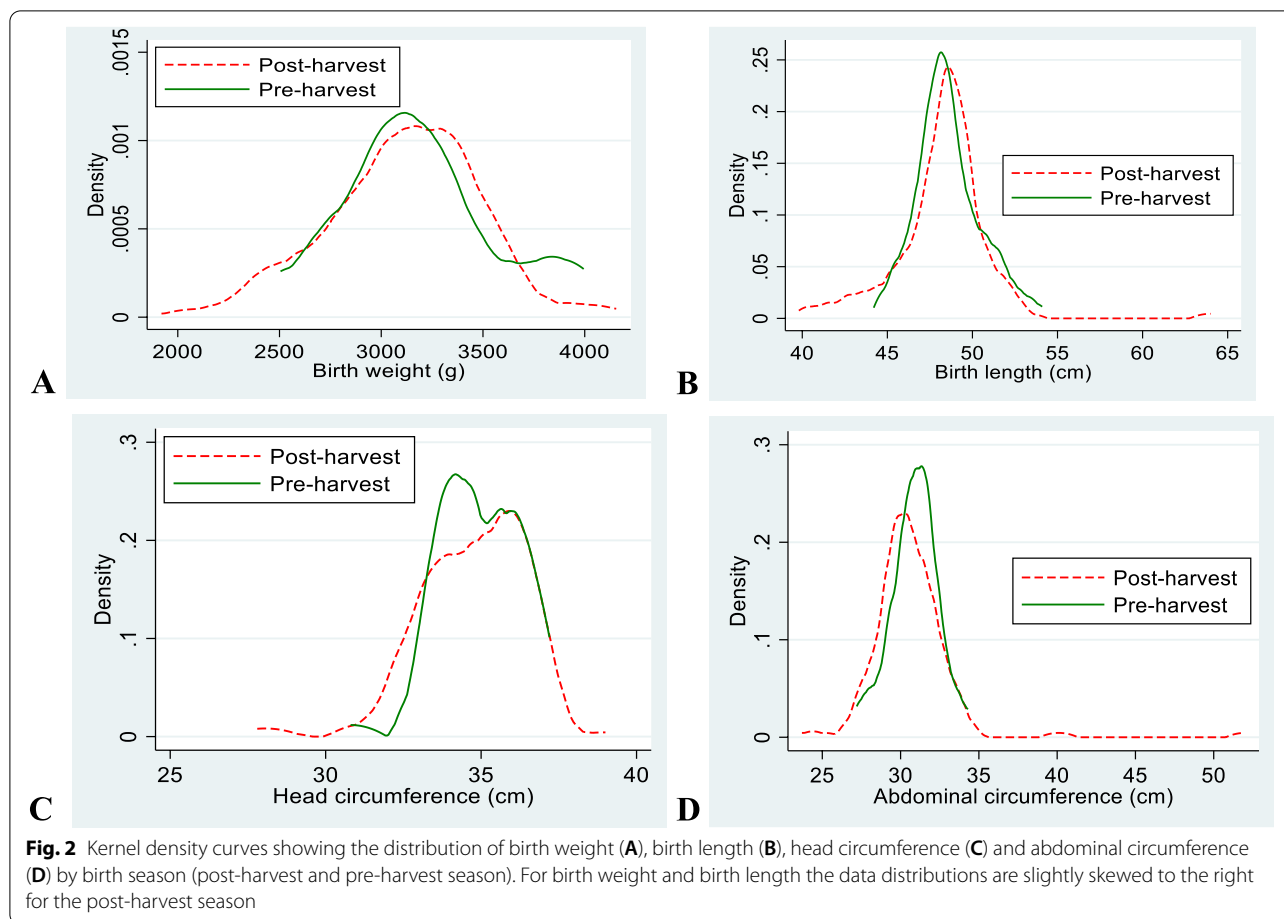 Post-harvest
Pre-harvest
Density
0 .0005 .001 .0015
2000 2500 3000 3500 4000
Birth weight (g)
A
Post-harvest
Pre-harvest
Density
0 .05 .1 .15 .2 .25
40 45 50 55 60 65
Birth length (cm)
B
Post-harvest
Pre-harvest
Density
0 .1 .2 .3
25 30 35 40
Head circumference (cm)
C
Post-harvest
Pre-harvest
Density
0 .1 .2 .3
25 30 35 40 45 50
Abdominal circumference (cm)
D
Fig. 2 Kernel density curves showing the distribution of birth weight (A), birth length (B), head circumference (C) and abdominal circumference
(D) by birth season (post-harvest and pre-harvest season). For birth weight and birth length the data distributions are slightly skewed to the right
for the post-harvest season